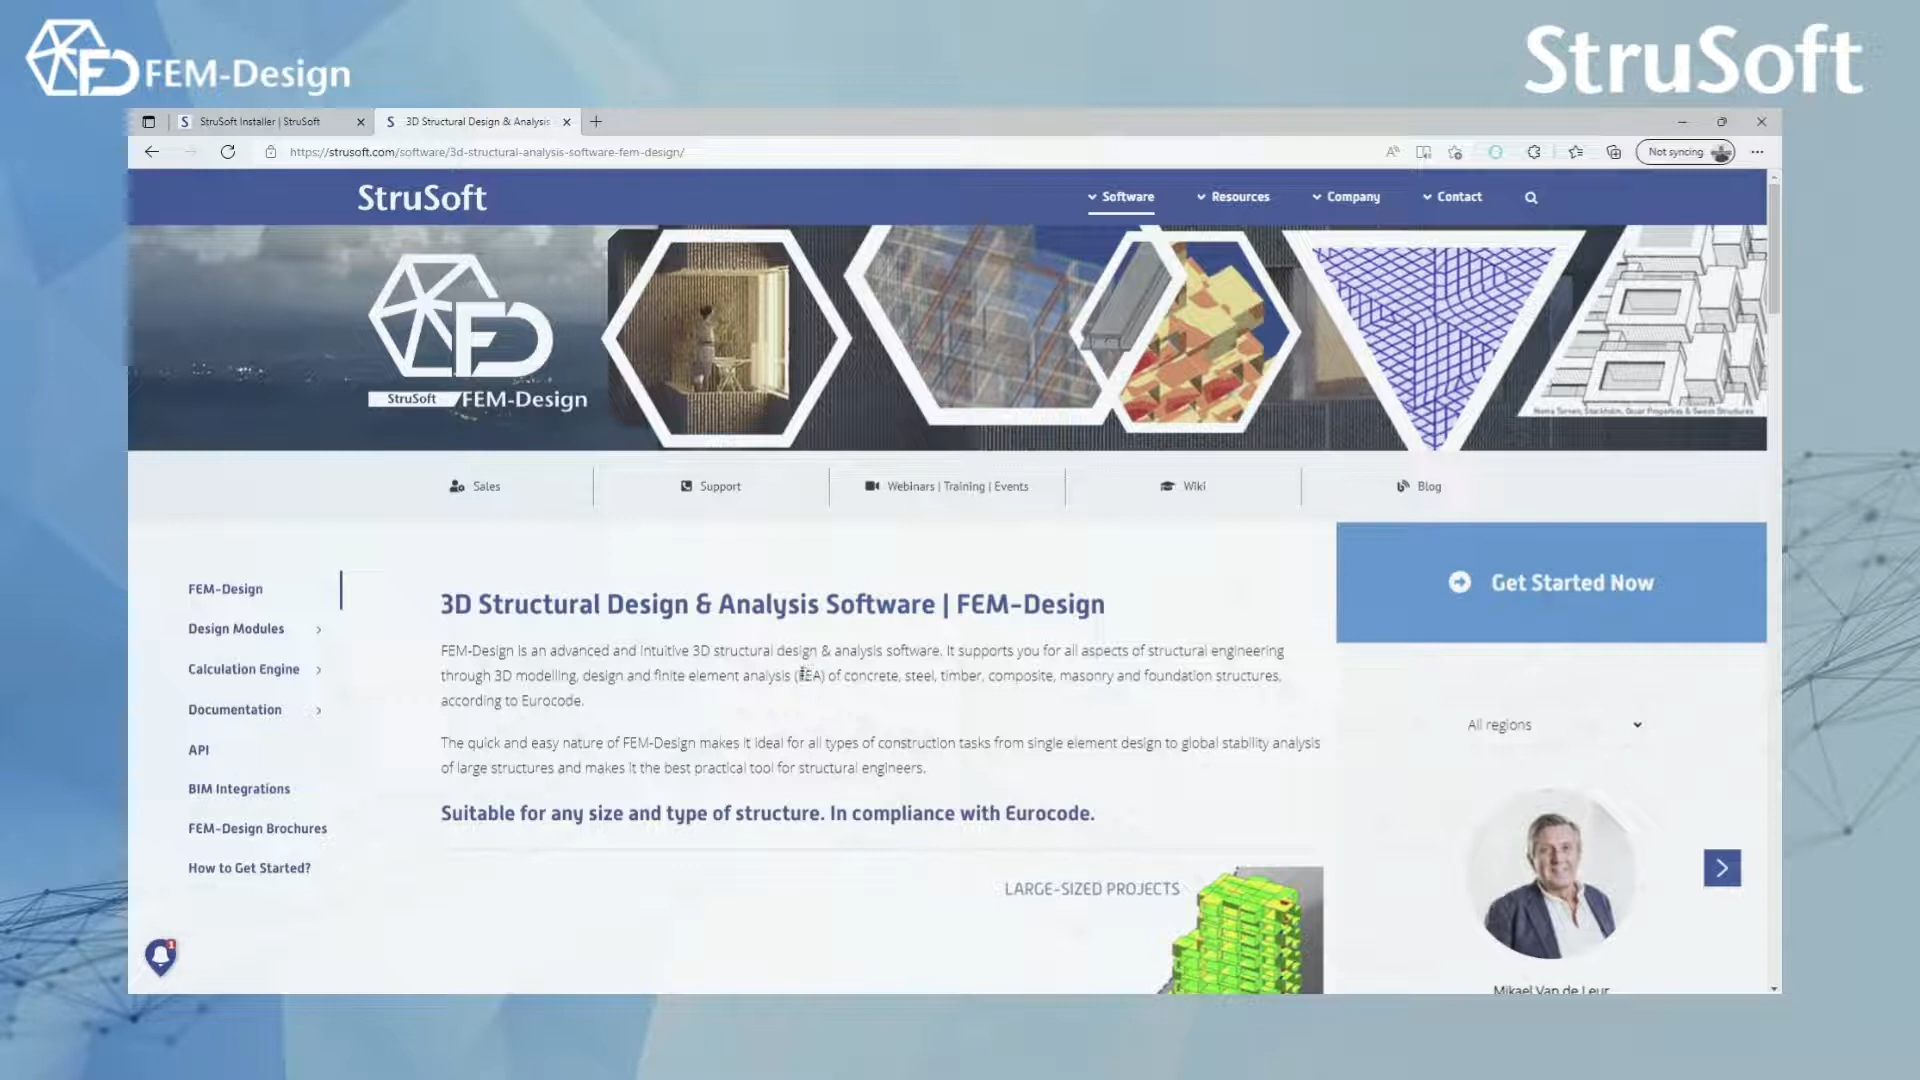 FEM-Design
StruSoft
StruSoft Installer | StruSoft
3D Structural Design & Analysis
https://strusoft.com/software/3d-structural-analysis-software-fem-design/
Not syncing
StruSoft
Software
Resources
Company
Contact
StruSoft
FEM-Design
Norra Tornen, Stockholm, Oscar Properties & Sweco Structures
Sales
Support
Webinars | Training | Events
Wiki
Blog
FEM-Design
Design Modules
Calculation Engine
Documentation
API
BIM Integrations
FEM-Design Brochures
How to Get Started?
1
3D Structural Design & Analysis Software | FEM-Design
FEM-Design is an advanced and intuitive 3D structural design & analysis software. It supports you for all aspects of structural engineering
through 3D modelling, design and finite element analysis (FEA) of concrete, steel, timber, composite, masonry and foundation structures,
according to Eurocode.
The quick and easy nature of FEM-Design makes it ideal for all types of construction tasks from single element design to global stability analysis
of large structures and makes it the best practical tool for structural engineers.
Suitable for any size and type of structure. In compliance with Eurocode.
LARGE-SIZED PROJECTS
Get Started Now
All regions
Mikael Van de Leur